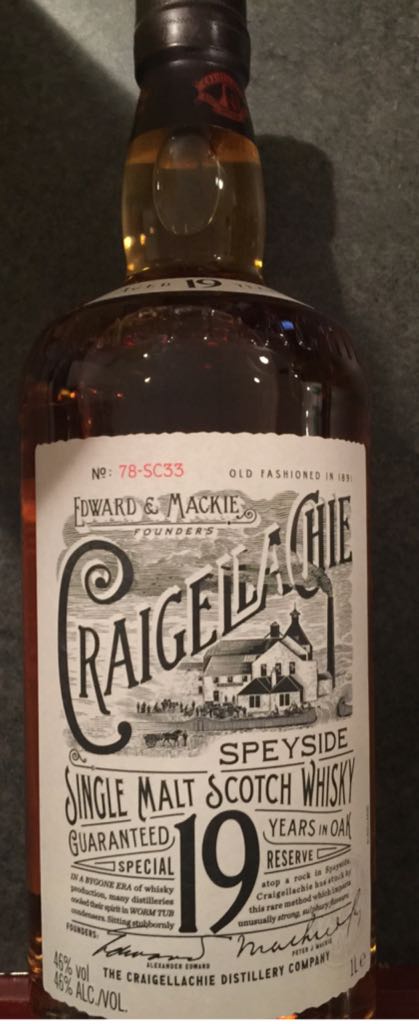 AGED 19 YE
Nº: 78-SC33
OLD FASHIONED IN 1891
EDWARD & MACKIE
FOUNDERS
CRAIGELLACHIE
SPEYSIDE
SINGLE MALT SCOTCH WHISKY
GUARANTEED 19 YEARS IN OAK
SPECIAL RESERVE
IN A BYGONE ERA of whisky
production, many distilleries
cooled their spirit in WORM TUB
condensers. Sitting stubbornly
atop a rock in Speyside,
Craigellachie has stuck by
this rare method which imparts
unusually strong, sulphury flavours.
FOUNDERS:
ALEXANDER EDWARD
PETER J. MACKIE
46% vol
46% ALC./VOL.
THE CRAIGELLACHIE DISTILLERY COMPANY
1L e